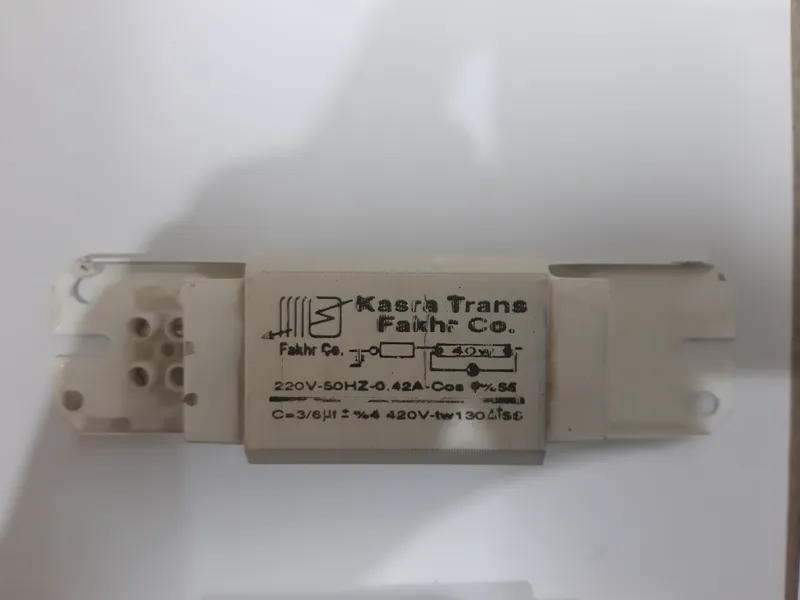 Kasra Trans
Fakhr Co.
Fakhr Co.
40w
220V-50HZ-0.42A-Cos φ%
C=3/6µf ± %4 420V-tw130